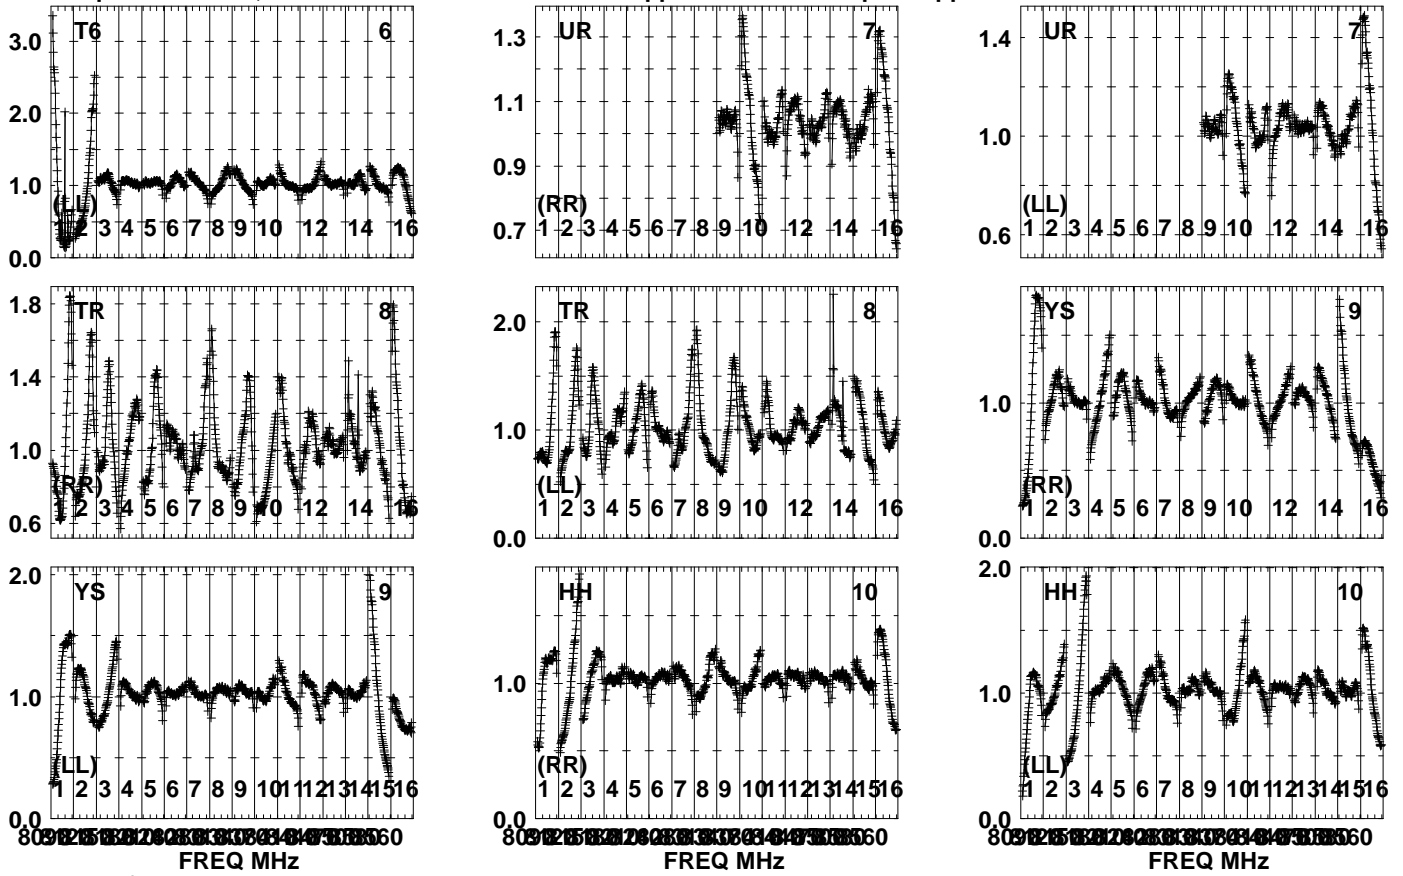 T6 6
3.0
2.0
1.0
0.0
(LL)
1 2 3 4 5 6 7 8 9 10 12 14 16
UR 7
1.3
1.1
0.9
0.7
(RR)
1 2 3 4 5 6 7 8 9 10 12 14 16
UR 7
1.4
1.0
0.6
(LL)
1 2 3 4 5 6 7 8 9 10 12 14 16
TR 8
1.8
1.4
1.0
0.6
(RR)
1 2 3 4 5 6 7 8 9 10 12 14 16
TR 8
2.0
1.0
0.0
(LL)
1 2 3 4 5 6 7 8 9 10 12 14 16
YS 9
1.0
0.0
(RR)
1 2 3 4 5 6 7 8 9 10 12 14 16
YS 9
2.0
1.0
0.0
(LL)
1 2 3 4 5 6 7 8 9 10 11 12 13 14 15 16
FREQ MHz
HH 10
1.0
0.0
(RR)
1 2 3 4 5 6 7 8 9 10 11 12 13 14 15 16
FREQ MHz
HH 10
2.0
1.0
0.0
(LL)
1 2 3 4 5 6 7 8 9 10 11 12 13 14 15 16
FREQ MHz